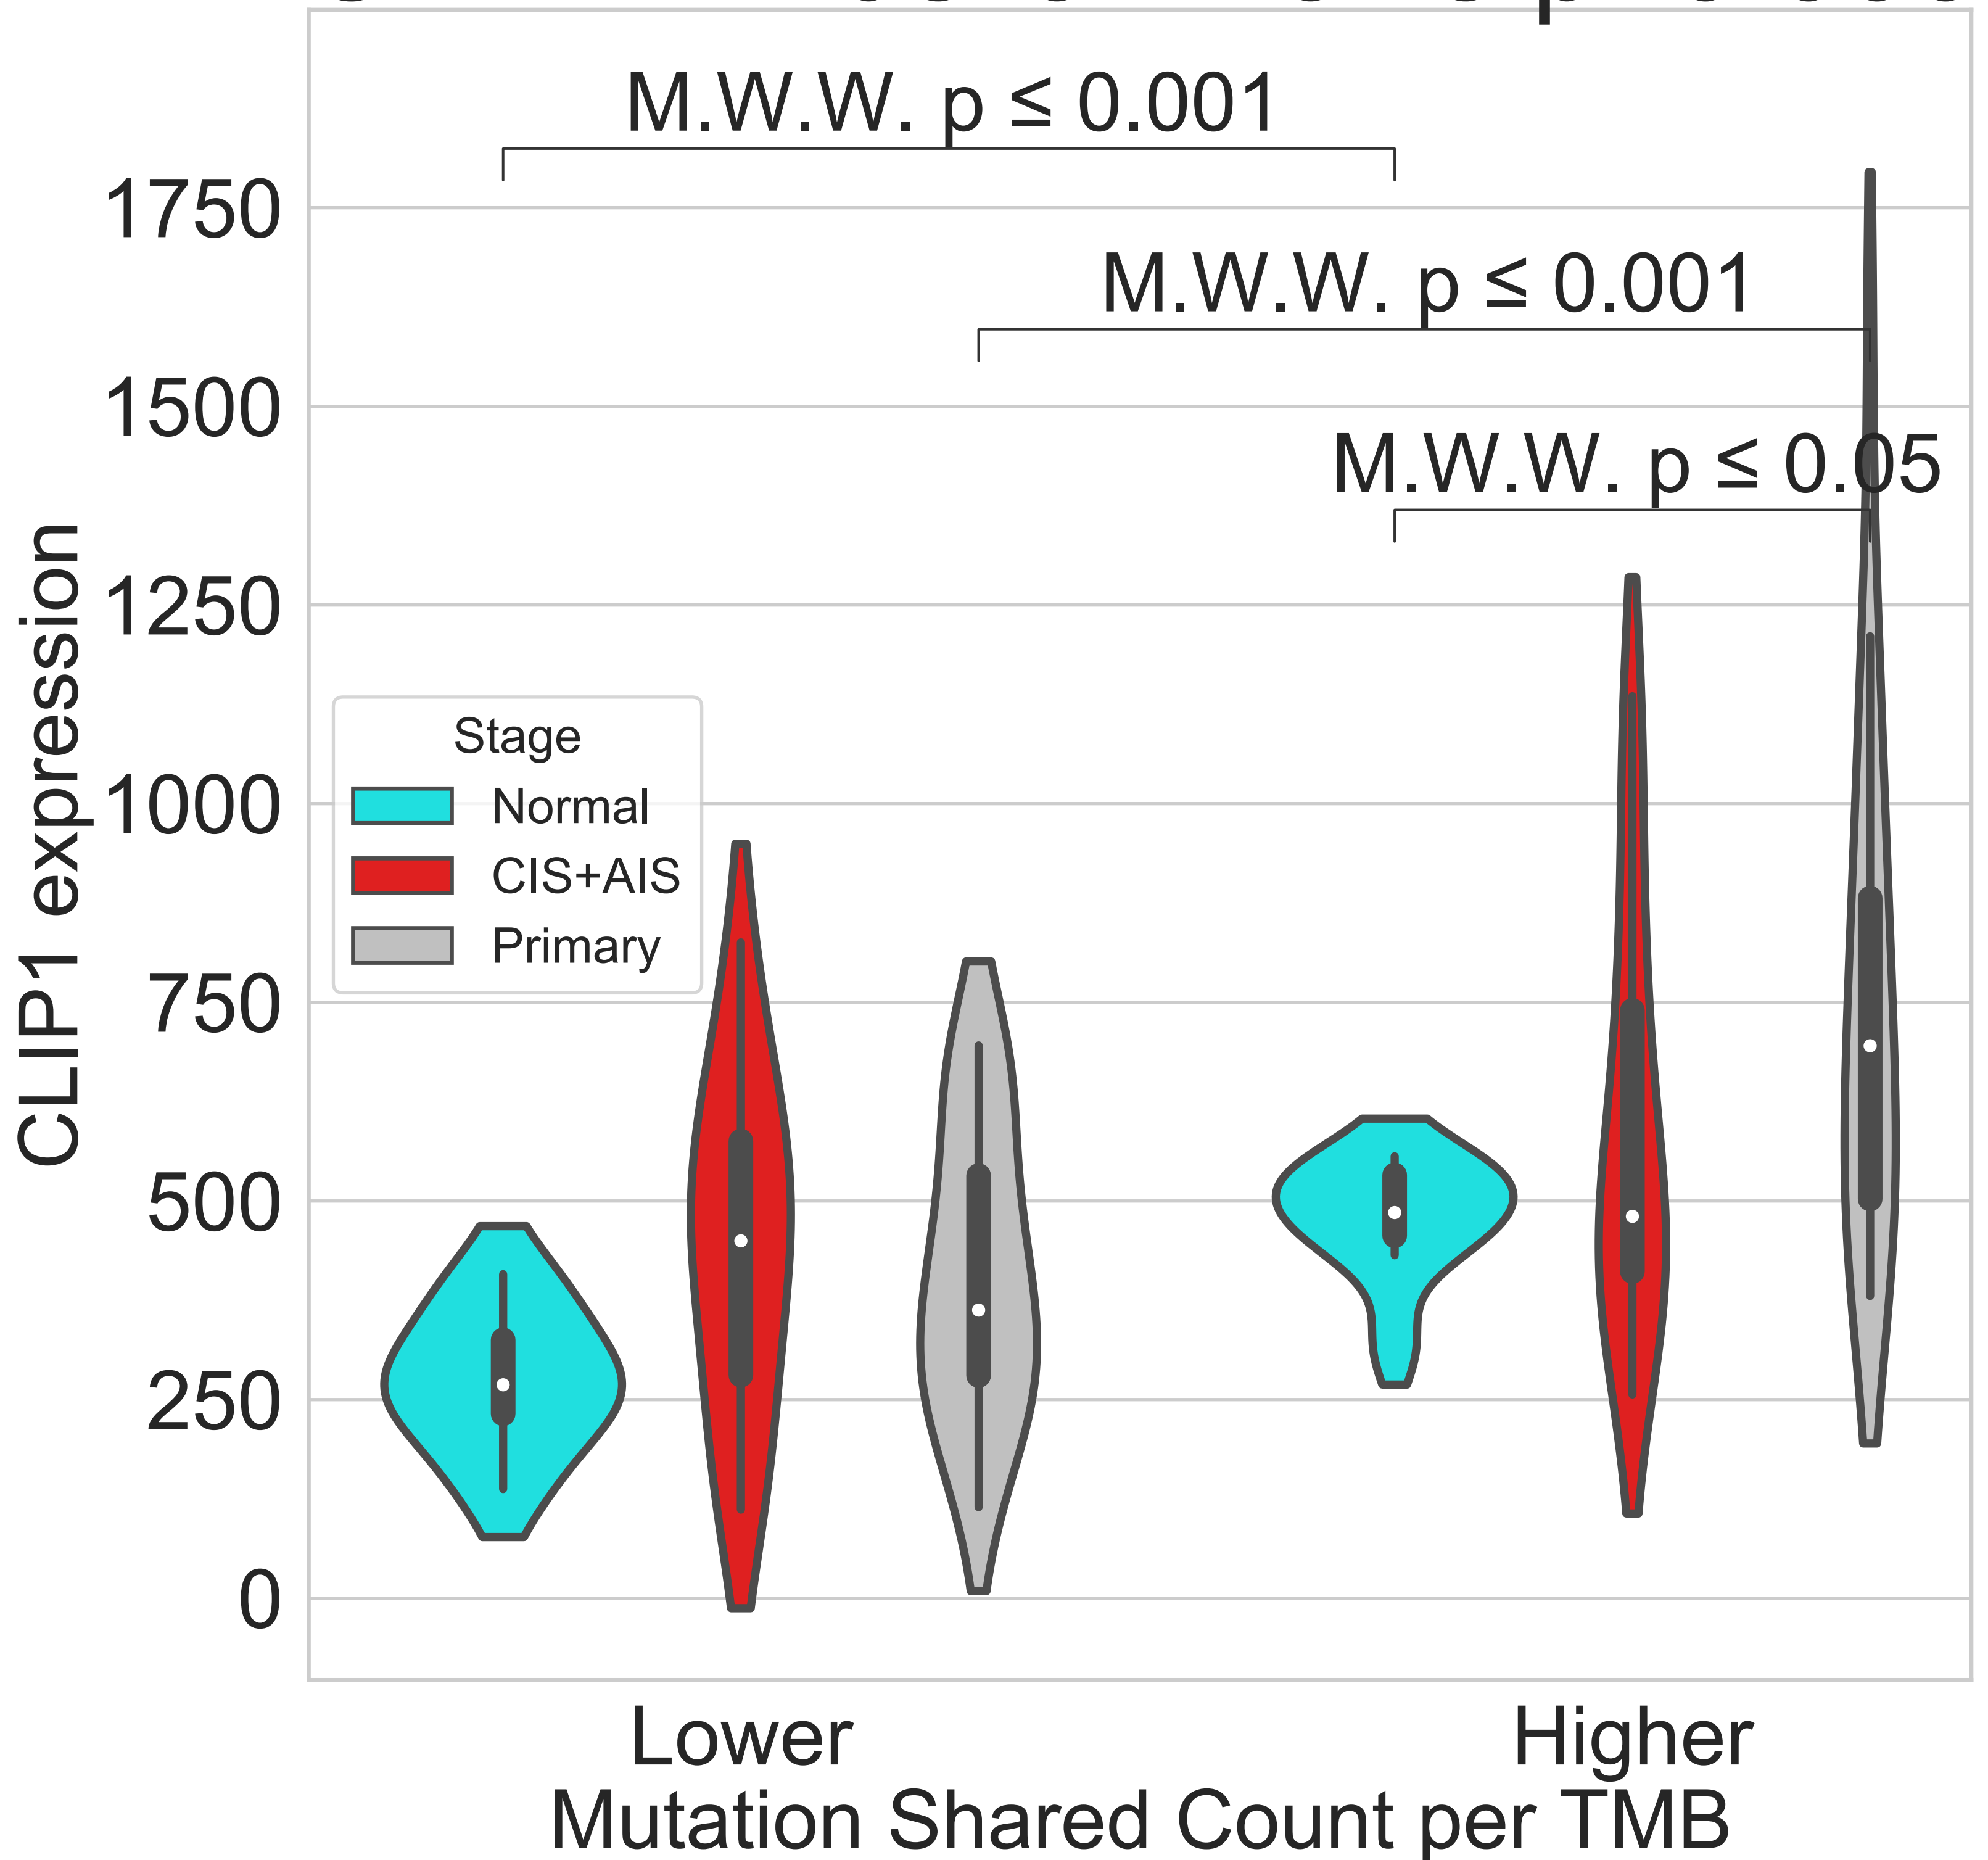 M.W.W. p ≤ 0.001
1750
M.W.W. p ≤ 0.001
1500
M.W.W. p ≤ 0.05
1250
CLIP1 expression
Stage
Normal
CIS+AIS
Primary
1000
750
500
250
0
Lower
Higher
Mutation Shared Count per TMB